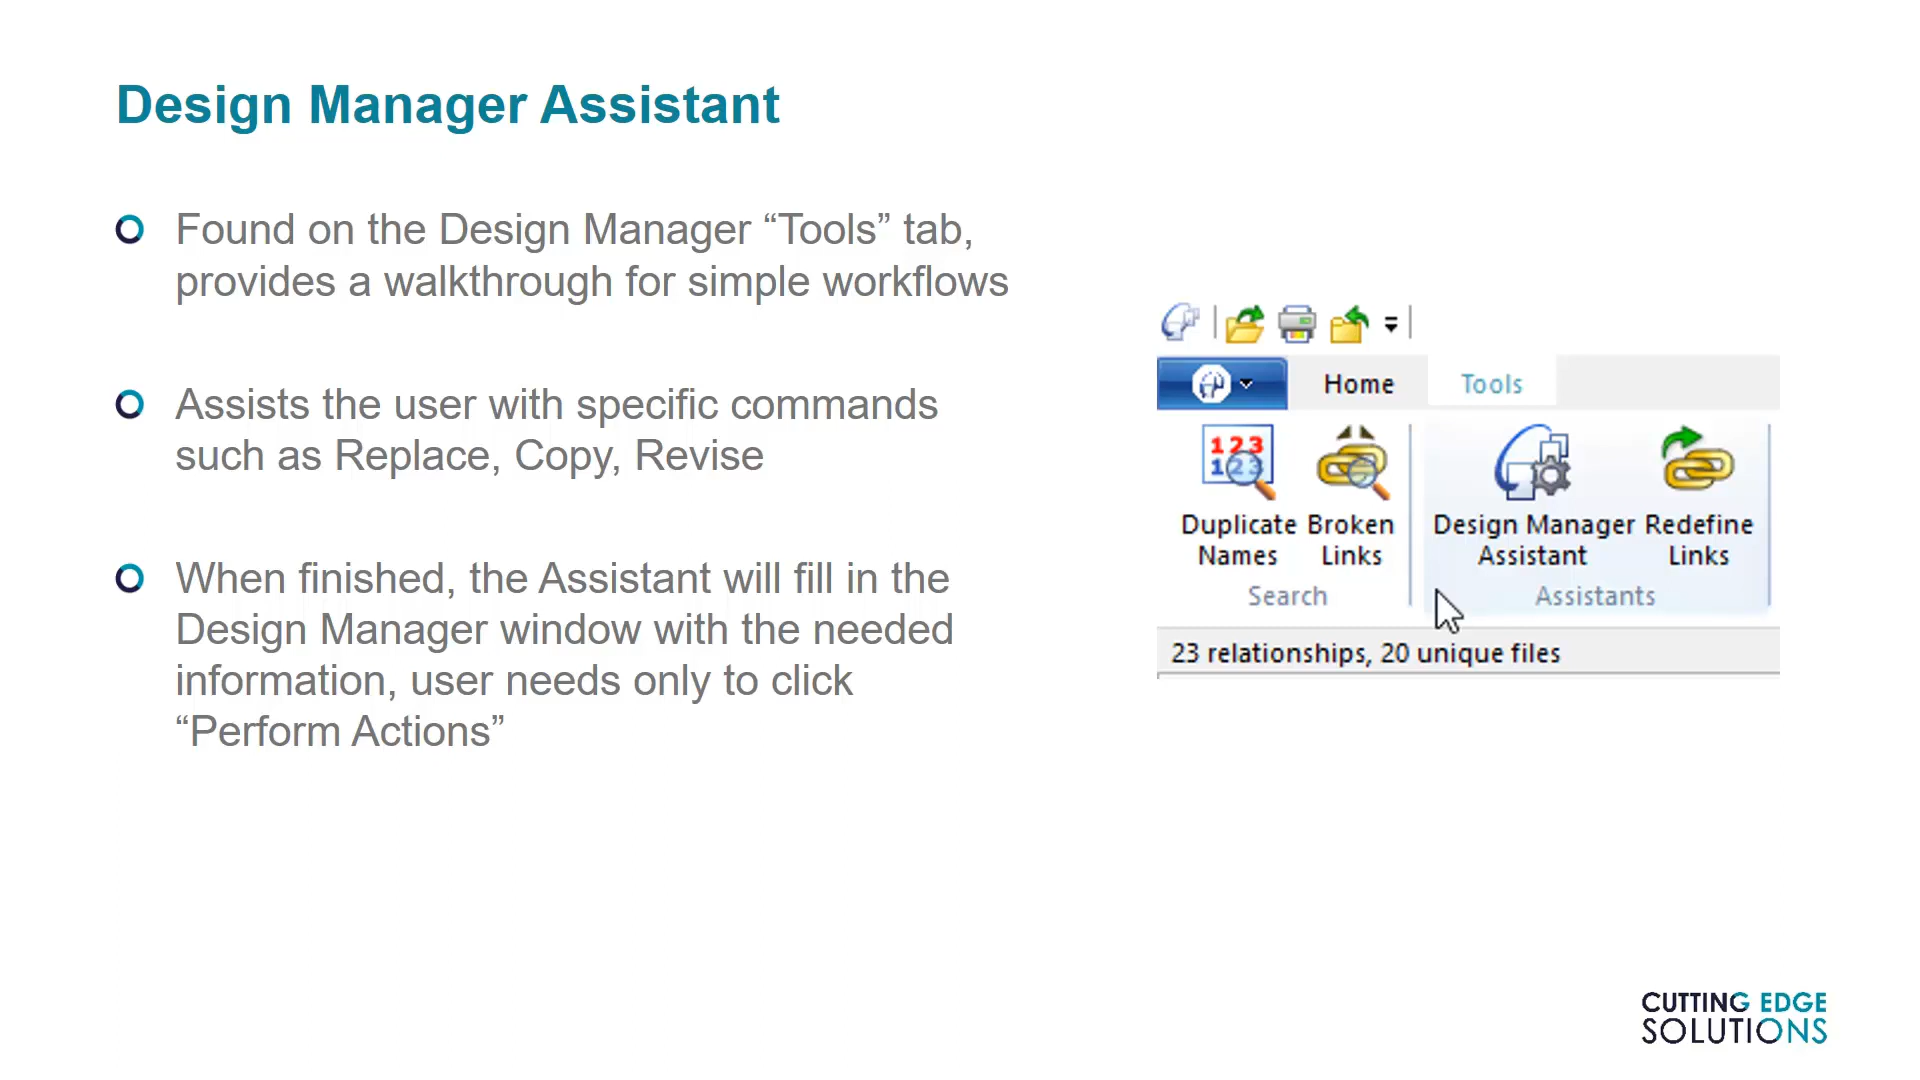 Design Manager Assistant
Found on the Design Manager “Tools” tab,
provides a walkthrough for simple workflows
Assists the user with specific commands
such as Replace, Copy, Revise
When finished, the Assistant will fill in the
Design Manager window with the needed
information, user needs only to click
“Perform Actions”
Home Tools
123
123
Duplicate Names
Broken Links
Design Manager Assistant
Redefine Links
Search
Assistants
23 relationships, 20 unique files
CUTTING EDGE
SOLUTIONS